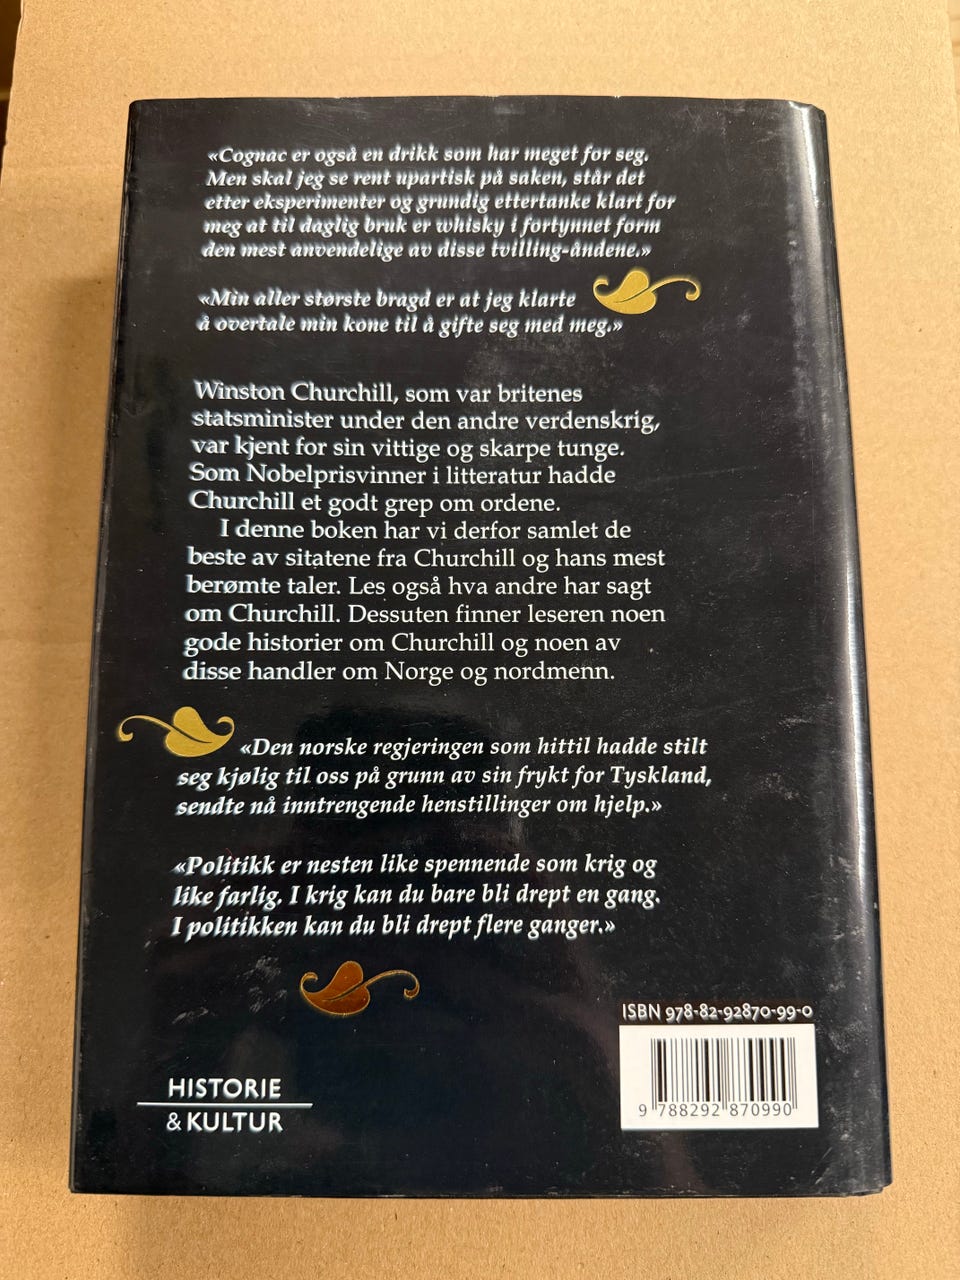 «Cognac er også en drikk som har meget for seg.
Men skal jeg se rent upartisk på saken, står det
etter eksperimenter og grundig ettertanke klart for
meg at til daglig bruk er whisky i fortynnet form
den mest anvendelige av disse tvilling-åndene.»
«Min aller største bragd er at jeg klarte
å overtale min kone til å gifte seg med meg.»
Winston Churchill, som var britenes
statsminister under den andre verdenskrig,
var kjent for sin vittige og skarpe tunge.
Som Nobelprisvinner i litteratur hadde
Churchill et godt grep om ordene.
I denne boken har vi derfor samlet de
beste av sitatene fra Churchill og hans mest
berømte taler. Les også hva andre har sagt
om Churchill. Dessuten finner leseren noen
gode historier om Churchill og noen av
disse handler om Norge og nordmenn.
«Den norske regjeringen som hittil hadde stilt
seg kjølig til oss på grunn av sin frykt for Tyskland,
sendte nå inntrengende henstillinger om hjelp.»
«Politikk er nesten like spennende som krig og
like farlig. I krig kan du bare bli drept en gang.
I politikken kan du bli drept flere ganger.»
ISBN 978-82-92870-99-0
9 788292 870990
HISTORIE
& KULTUR